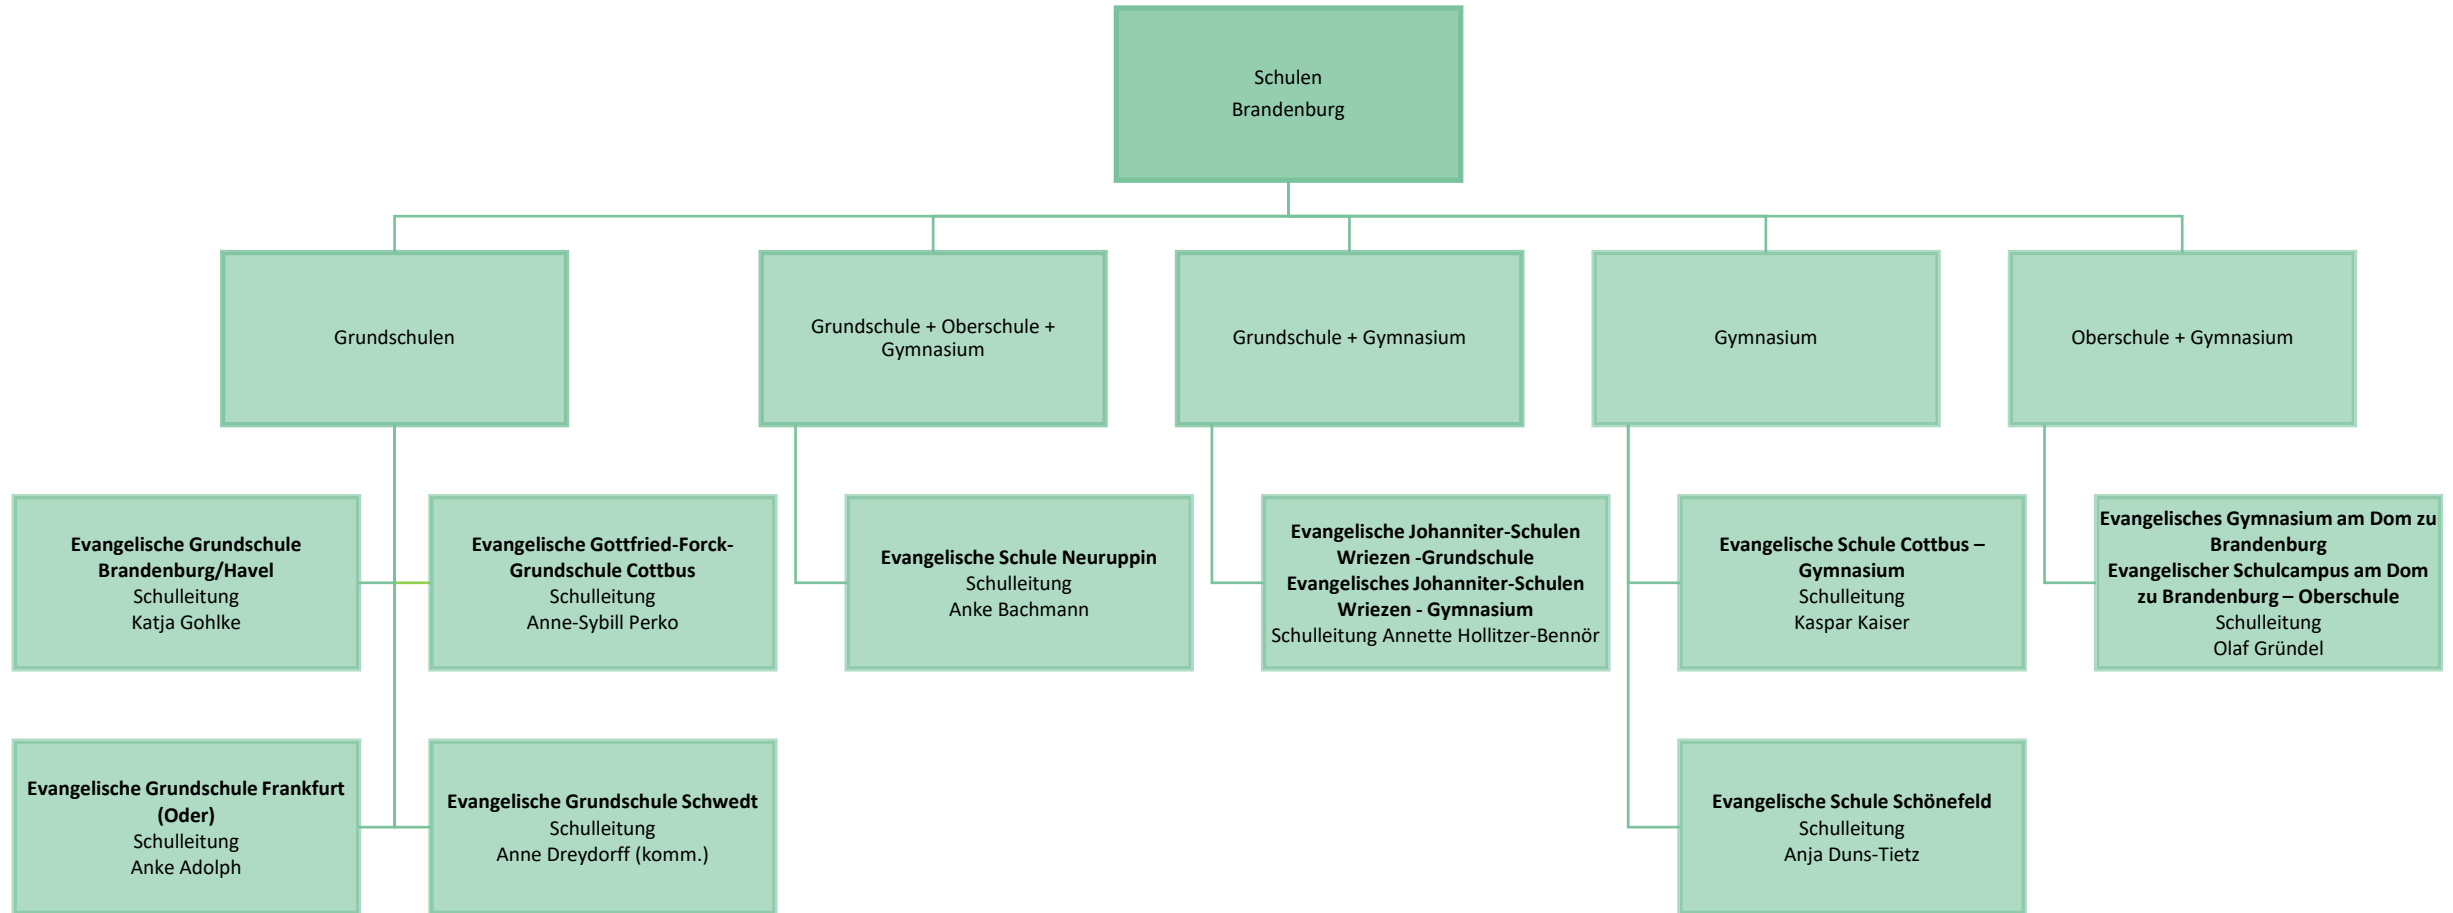 Schulen
Brandenburg
Grundschulen
Grundschule + Oberschule +
Gymnasium
Grundschule + Gymnasium
Gymnasium
Oberschule + Gymnasium
Evangelische Grundschule
Brandenburg/Havel
Schulleitung
Katja Gohlke
Evangelische Gottfried-Forck-
Grundschule Cottbus
Schulleitung
Anne-Sybill Perko
Evangelische Schule Neuruppin
Schulleitung
Anke Bachmann
Evangelische Johanniter-Schulen
Wriezen -Grundschule
Evangelisches Johanniter-Schulen
Wriezen - Gymnasium
Schulleitung Annette Hollitzer-Bennör
Evangelische Schule Cottbus –
Gymnasium
Schulleitung
Kaspar Kaiser
Evangelisches Gymnasium am Dom zu
Brandenburg
Evangelischer Schulcampus am Dom
zu Brandenburg – Oberschule
Schulleitung
Olaf Gründel
Evangelische Grundschule Frankfurt
(Oder)
Schulleitung
Anke Adolph
Evangelische Grundschule Schwedt
Schulleitung
Anne Dreydorff (komm.)
Evangelische Schule Schönefeld
Schulleitung
Anja Duns-Tietz